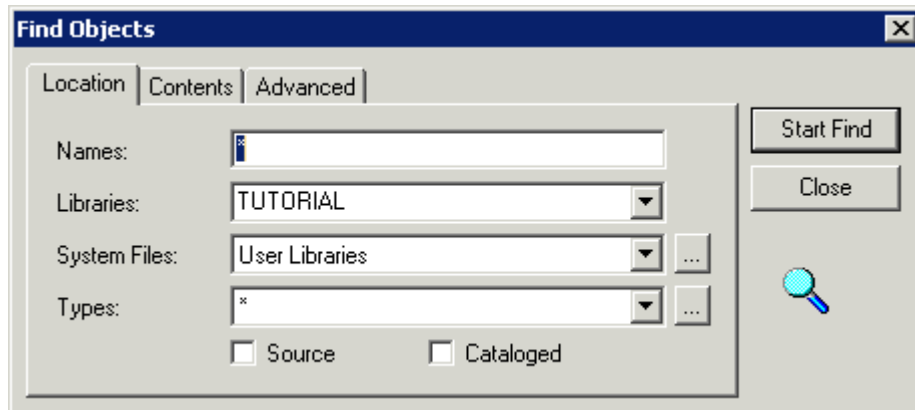 Find Objects
Location Contents Advanced
Names: *
Libraries: TUTORIAL
System Files: User Libraries ...
Types: * ...
Source Cataloged
Start Find
Close